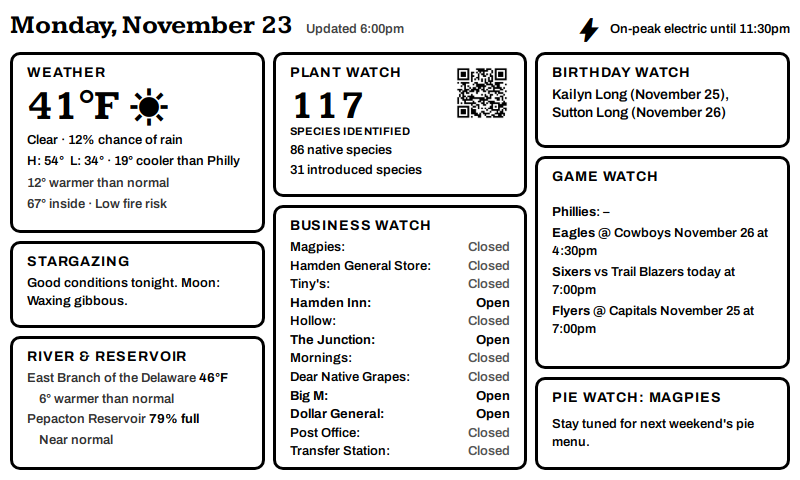 Monday, November 23
Updated 6:00pm
On-peak electric until 11:30pm
WEATHER
41°F
Clear · 12% chance of rain
H: 54° L: 34° · 19° cooler than Philly
12° warmer than normal
67° inside · Low fire risk
STARGAZING
Good conditions tonight. Moon:
Waxing gibbous.
RIVER & RESERVOIR
East Branch of the Delaware 46°F
6° warmer than normal
Pepacton Reservoir 79% full
Near normal
PLANT WATCH
117
SPECIES IDENTIFIED
86 native species
31 introduced species
BUSINESS WATCH
Magpies: Closed
Hamden General Store: Closed
Tiny's: Closed
Hamden Inn: Open
Hollow: Closed
The Junction: Open
Mornings: Closed
Dear Native Grapes: Closed
Big M: Open
Dollar General: Open
Post Office: Closed
Transfer Station: Closed
BIRTHDAY WATCH
Kailyn Long (November 25),
Sutton Long (November 26)
GAME WATCH
Phillies: –
Eagles @ Cowboys November 26 at
4:30pm
Sixers vs Trail Blazers today at
7:00pm
Flyers @ Capitals November 25 at
7:00pm
PIE WATCH: MAGPIES
Stay tuned for next weekend's pie
menu.